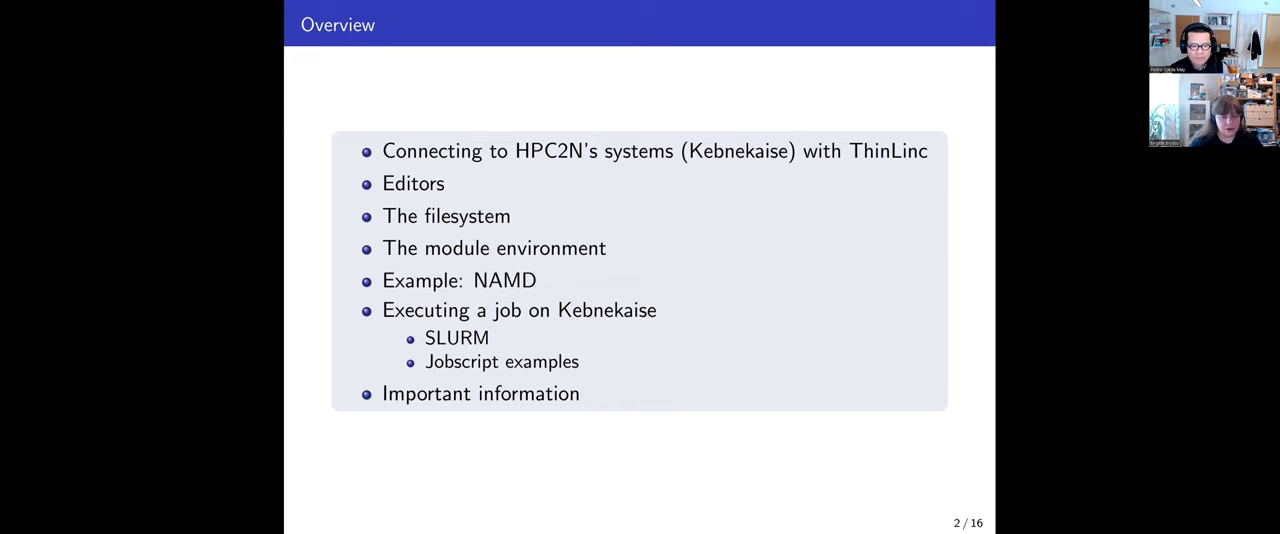 Overview
Connecting to HPC2N's systems (Kebnekaise) with ThinLinc
Editors
The filesystem
The module environment
Example: NAMD
Executing a job on Kebnekaise
SLURM
Jobscript examples
Important information
2 / 16